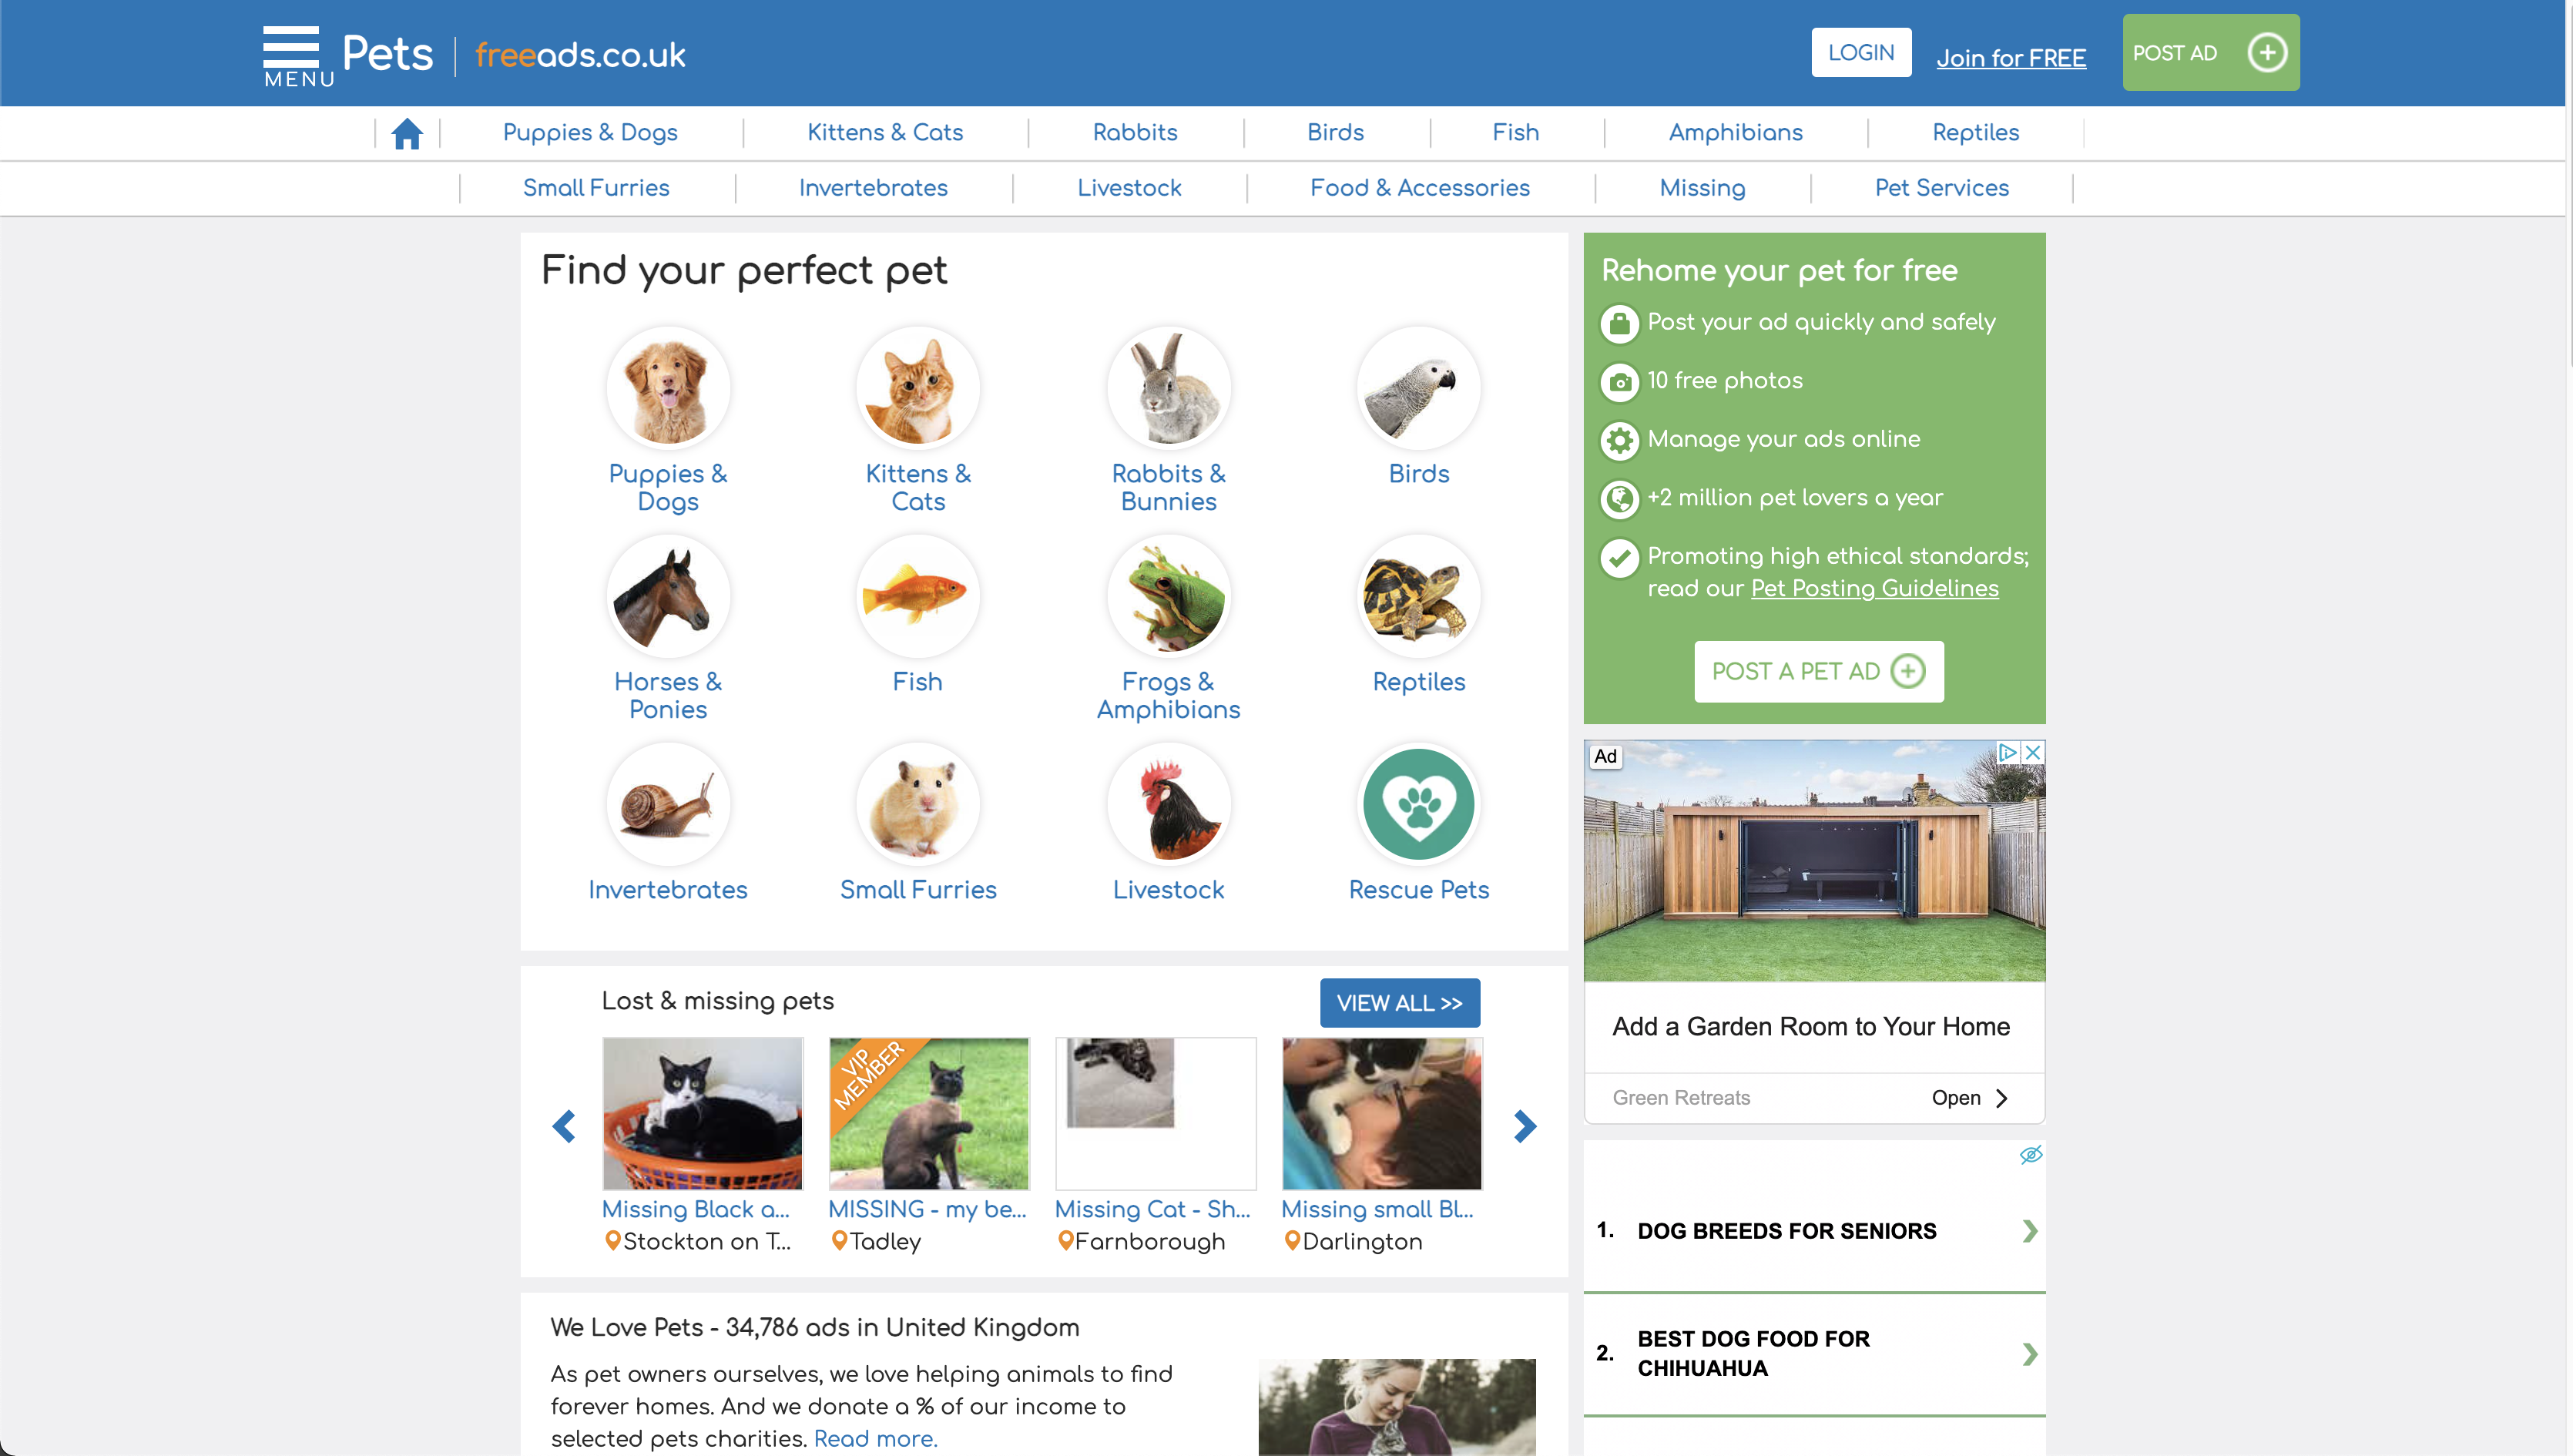 MENU
Pets
freeads.co.uk
LOGIN
Join for FREE
POST AD
Puppies & Dogs
Kittens & Cats
Rabbits
Birds
Fish
Amphibians
Reptiles
Small Furries
Invertebrates
Livestock
Food & Accessories
Missing
Pet Services
Find your perfect pet
Puppies &
Dogs
Kittens &
Cats
Rabbits &
Bunnies
Birds
Horses &
Ponies
Fish
Frogs &
Amphibians
Reptiles
Invertebrates
Small Furries
Livestock
Rescue Pets
Lost & missing pets
VIEW ALL >>
VIP
MEMBER
Missing Black a...
Stockton on T...
MISSING - my be...
Tadley
Missing Cat - Sh...
Farnborough
Missing small Bl...
Darlington
We Love Pets - 34,786 ads in United Kingdom
As pet owners ourselves, we love helping animals to find
forever homes. And we donate a % of our income to
selected pets charities. Read more.
Rehome your pet for free
Post your ad quickly and safely
10 free photos
Manage your ads online
+2 million pet lovers a year
Promoting high ethical standards;
read our Pet Posting Guidelines
POST A PET AD
Ad
Add a Garden Room to Your Home
Green Retreats
Open
1. DOG BREEDS FOR SENIORS
2. BEST DOG FOOD FOR
CHIHUAHUA